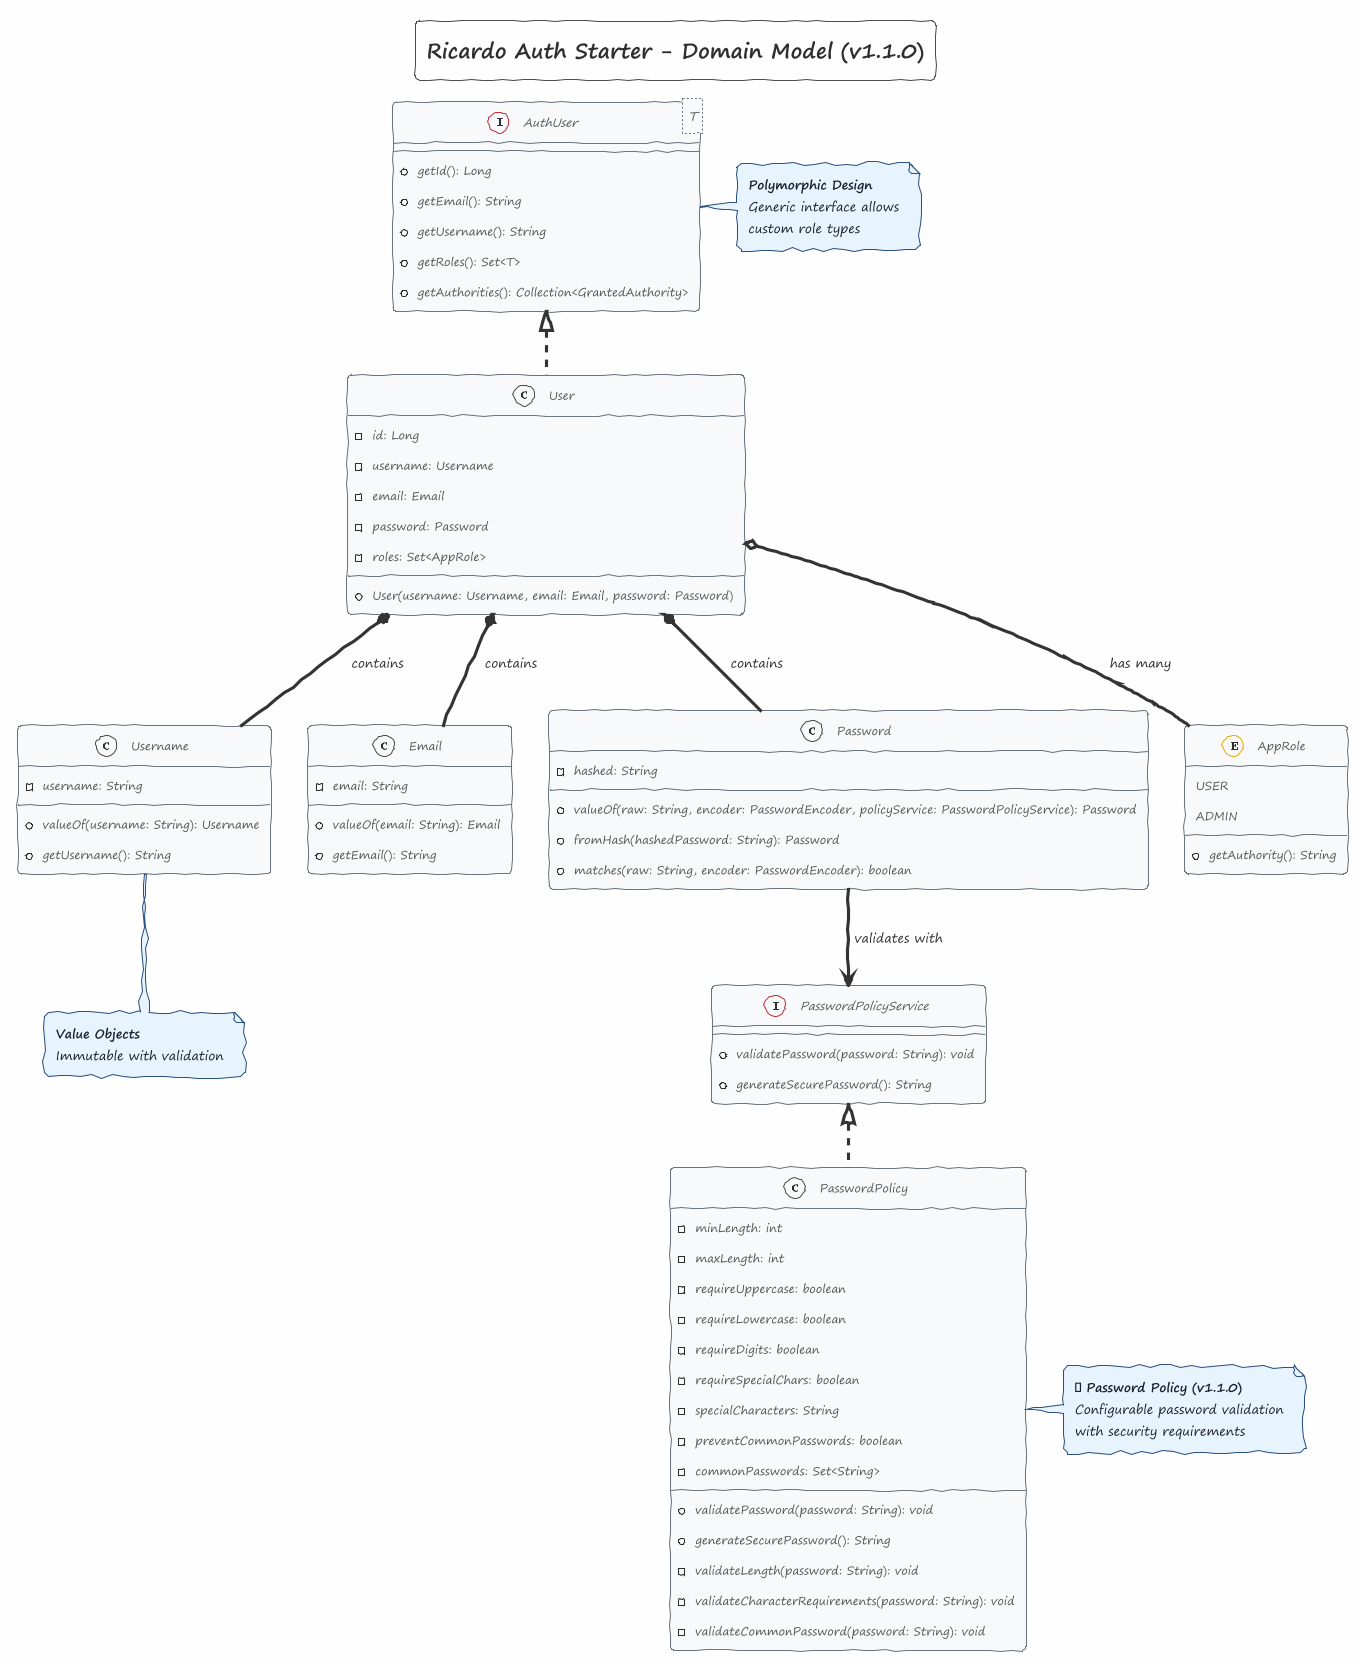 Ricardo Auth Starter - Domain Model (v1.1.0)
I AuthUser
T
getId(): Long
getEmail(): String
getUsername(): String
getRoles(): Set<T>
getAuthorities(): Collection<GrantedAuthority>
Polymorphic Design
Generic interface allows
custom role types
C User
id: Long
username: Username
email: Email
password: Password
roles: Set<AppRole>
User(username: Username, email: Email, password: Password)
contains
contains
contains
has many
C Username
username: String
valueOf(username: String): Username
getUsername(): String
C Email
email: String
valueOf(email: String): Email
getEmail(): String
C Password
hashed: String
valueOf(raw: String, encoder: PasswordEncoder, policyService: PasswordPolicyService): Password
fromHash(hashedPassword: String): Password
matches(raw: String, encoder: PasswordEncoder): boolean
E AppRole
USER
ADMIN
getAuthority(): String
validates with
Value Objects
Immutable with validation
I PasswordPolicyService
validatePassword(password: String): void
generateSecurePassword(): String
C PasswordPolicy
minLength: int
maxLength: int
requireUppercase: boolean
requireLowercase: boolean
requireDigits: boolean
requireSpecialChars: boolean
specialCharacters: String
preventCommonPasswords: boolean
commonPasswords: Set<String>
validatePassword(password: String): void
generateSecurePassword(): String
validateLength(password: String): void
validateCharacterRequirements(password: String): void
validateCommonPassword(password: String): void
Password Policy (v1.1.0)
Configurable password validation
with security requirements